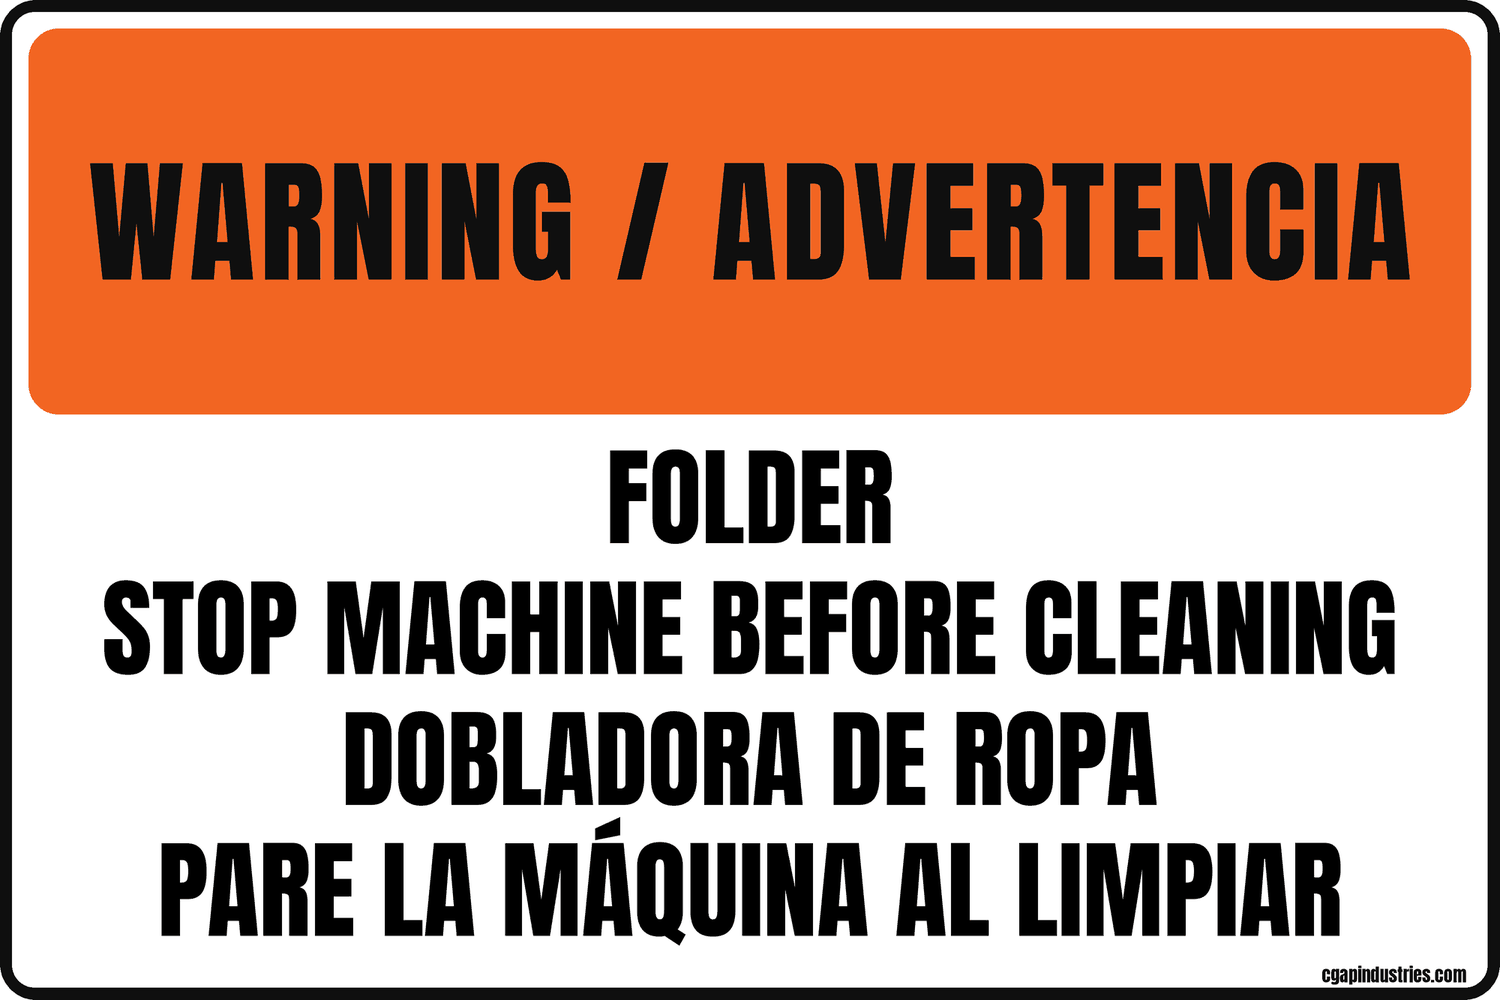 WARNING / ADVERTENCIA
FOLDER
STOP MACHINE BEFORE CLEANING
DOBLADORA DE ROPA
PARE LA MÁQUINA AL LIMPIAR
cgapindustries.com